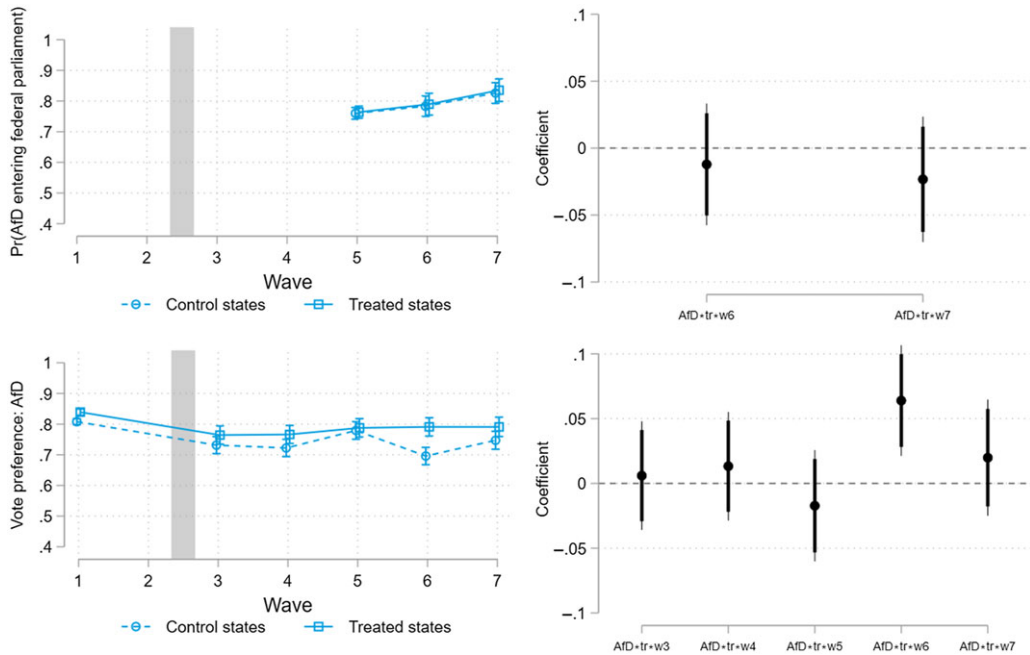 Pr(AfD entering federal parliament)
1
.9
.8
.7
.6
.5
.4
1 2 3 4 5 6 7
Wave
Control states Treated states
Coefficient
.1
.05
0
−.05
−.1
AfD*tr*w6 AfD*tr*w7
Vote preference: AfD
1
.9
.8
.7
.6
.5
.4
1 2 3 4 5 6 7
Wave
Control states Treated states
Coefficient
.1
.05
0
−.05
−.1
AfD*tr*w3 AfD*tr*w4 AfD*tr*w5 AfD*tr*w6 AfD*tr*w7